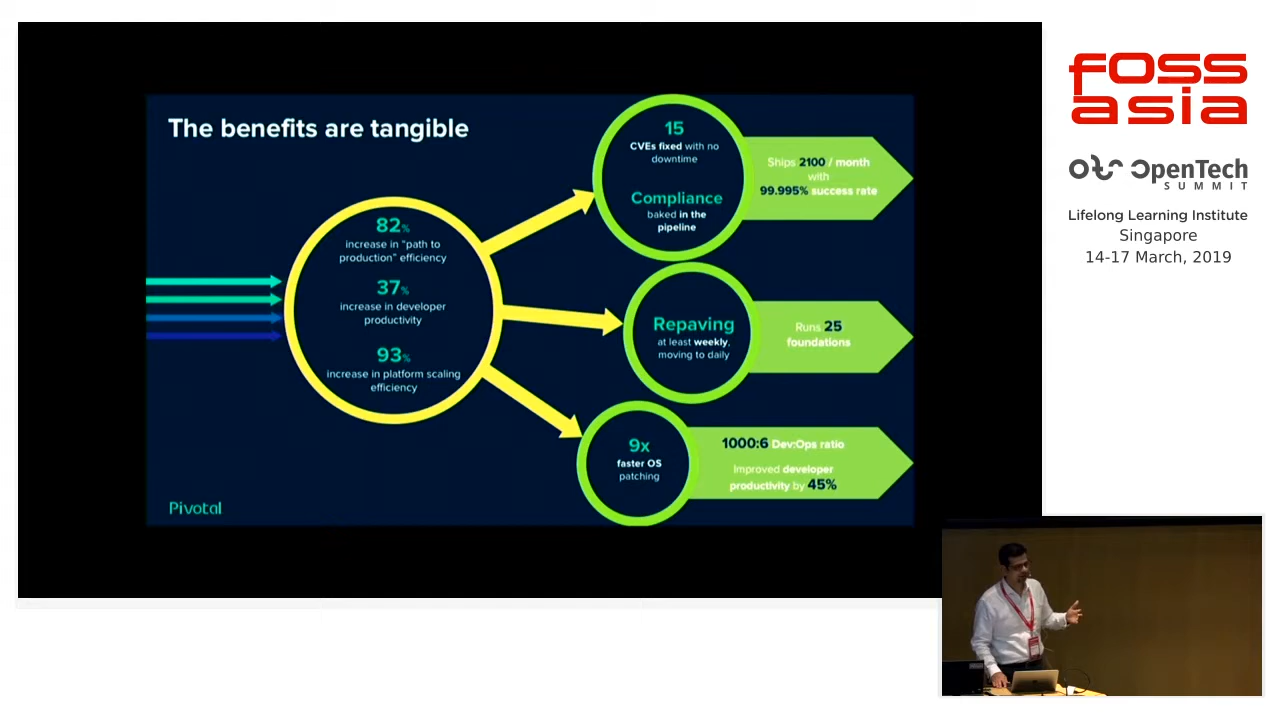 The benefits are tangible
82%
increase in "path to
production" efficiency
37%
increase in developer
productivity
93%
increase in platform scaling
efficiency
15
CVEs fixed with no
downtime
Compliance
baked in the
pipeline
Ships 2100 / month
with
99.995% success rate
Repaving
at least weekly,
moving to daily
Runs 25
foundations
9x
faster OS
patching
1000:6 Dev:Ops ratio
Improved developer
productivity by 45%
Pivotal
FOSS
asia
OpenTech
SUMMIT
Lifelong Learning Institute
Singapore
14-17 March, 2019